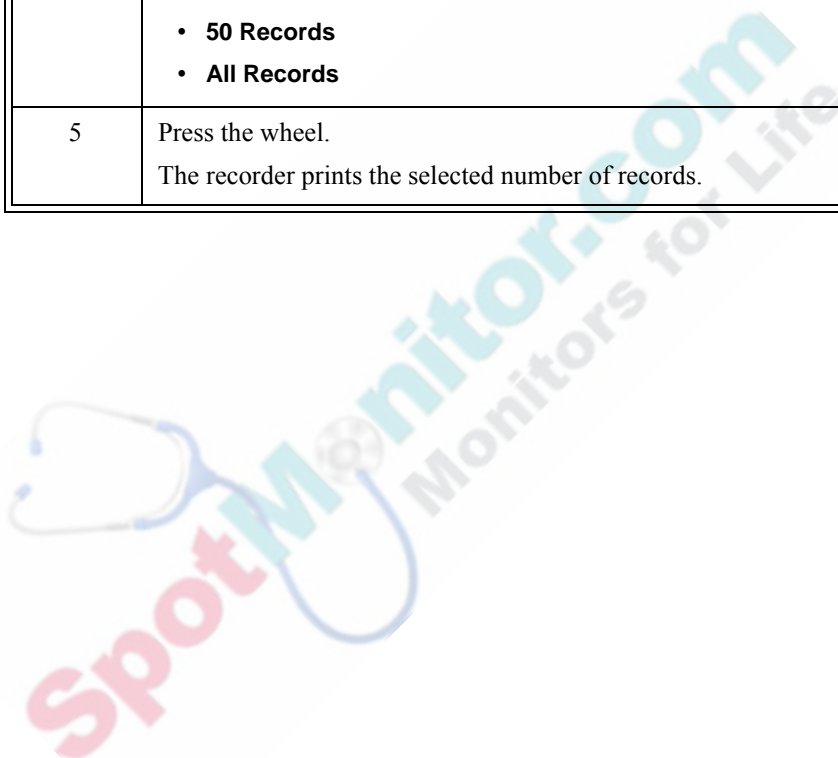 • 50 Records
• All Records
5 Press the wheel.
The recorder prints the selected number of records.
SpotMonitor.com
Monitors for Life